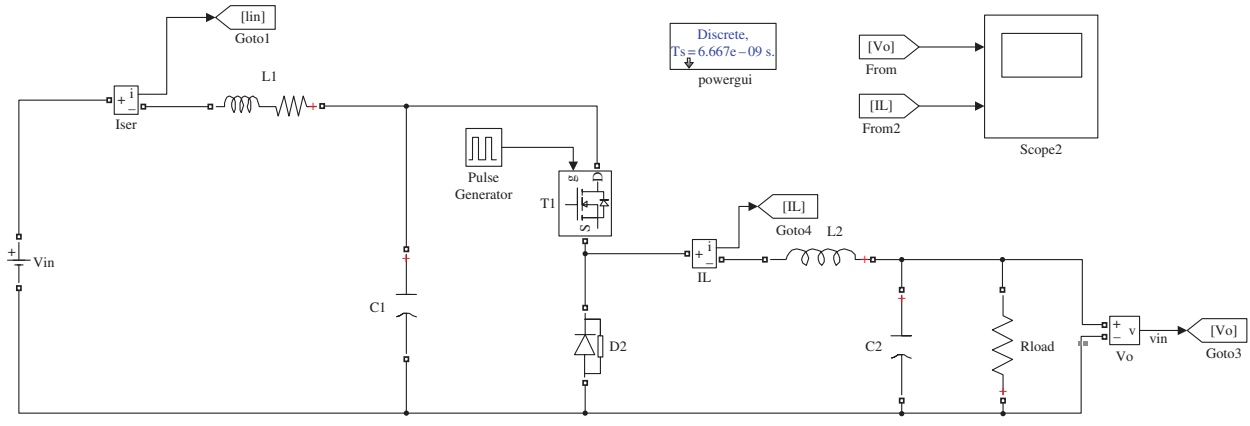 [Iin]
Goto1
i
+
−
Iser
L1
+
Discrete,
Ts = 6.667e−09 s.
powergui
[Vo]
From
[IL]
From2
Scope2
Pulse
Generator
g
D
S
T1
[IL]
Goto4
i
+
−
IL
L2
+
+
Vin
+
C1
D2
+
C2
Rload
+
+
−
v
Vo
vin
[Vo]
Goto3